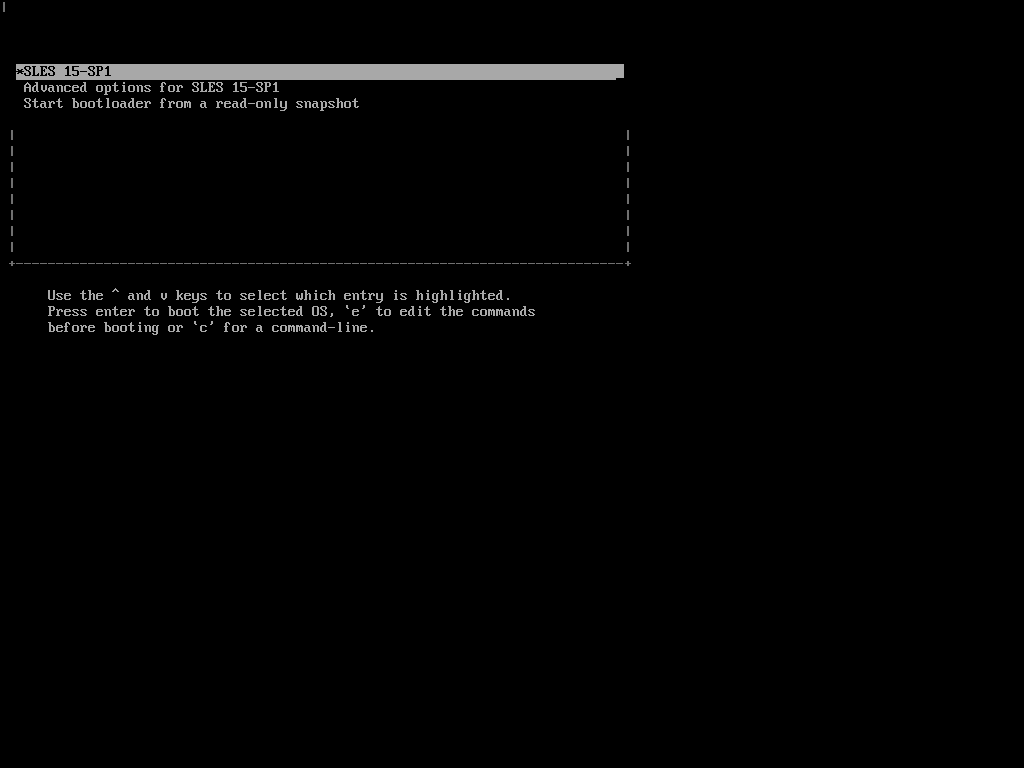 *SLES 15-SP1
Advanced options for SLES 15-SP1
Start bootloader from a read-only snapshot
Use the ^ and v keys to select which entry is highlighted.
Press enter to boot the selected OS, `e' to edit the commands
before booting or `c' for a command-line.